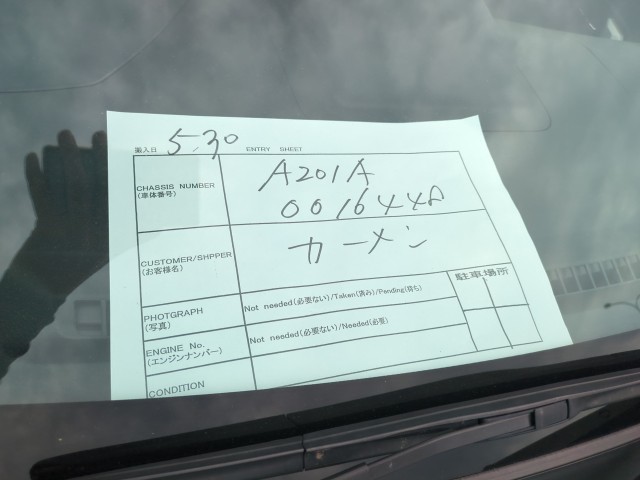 搬入日 5.30 ENTRY SHEET
CHASSIS NUMBER
(車体番号)
A201A
0016448
CUSTOMER/SHPPER
(お客様名)
カーメン
PHOTGRAPH
(写真)
Not needed(必要ない)/Taken(済み)/Pending(待ち)
駐車場所
ENGINE No.
(エンジンナンバー)
Not needed(必要ない)/Needed(必要)
CONDITION